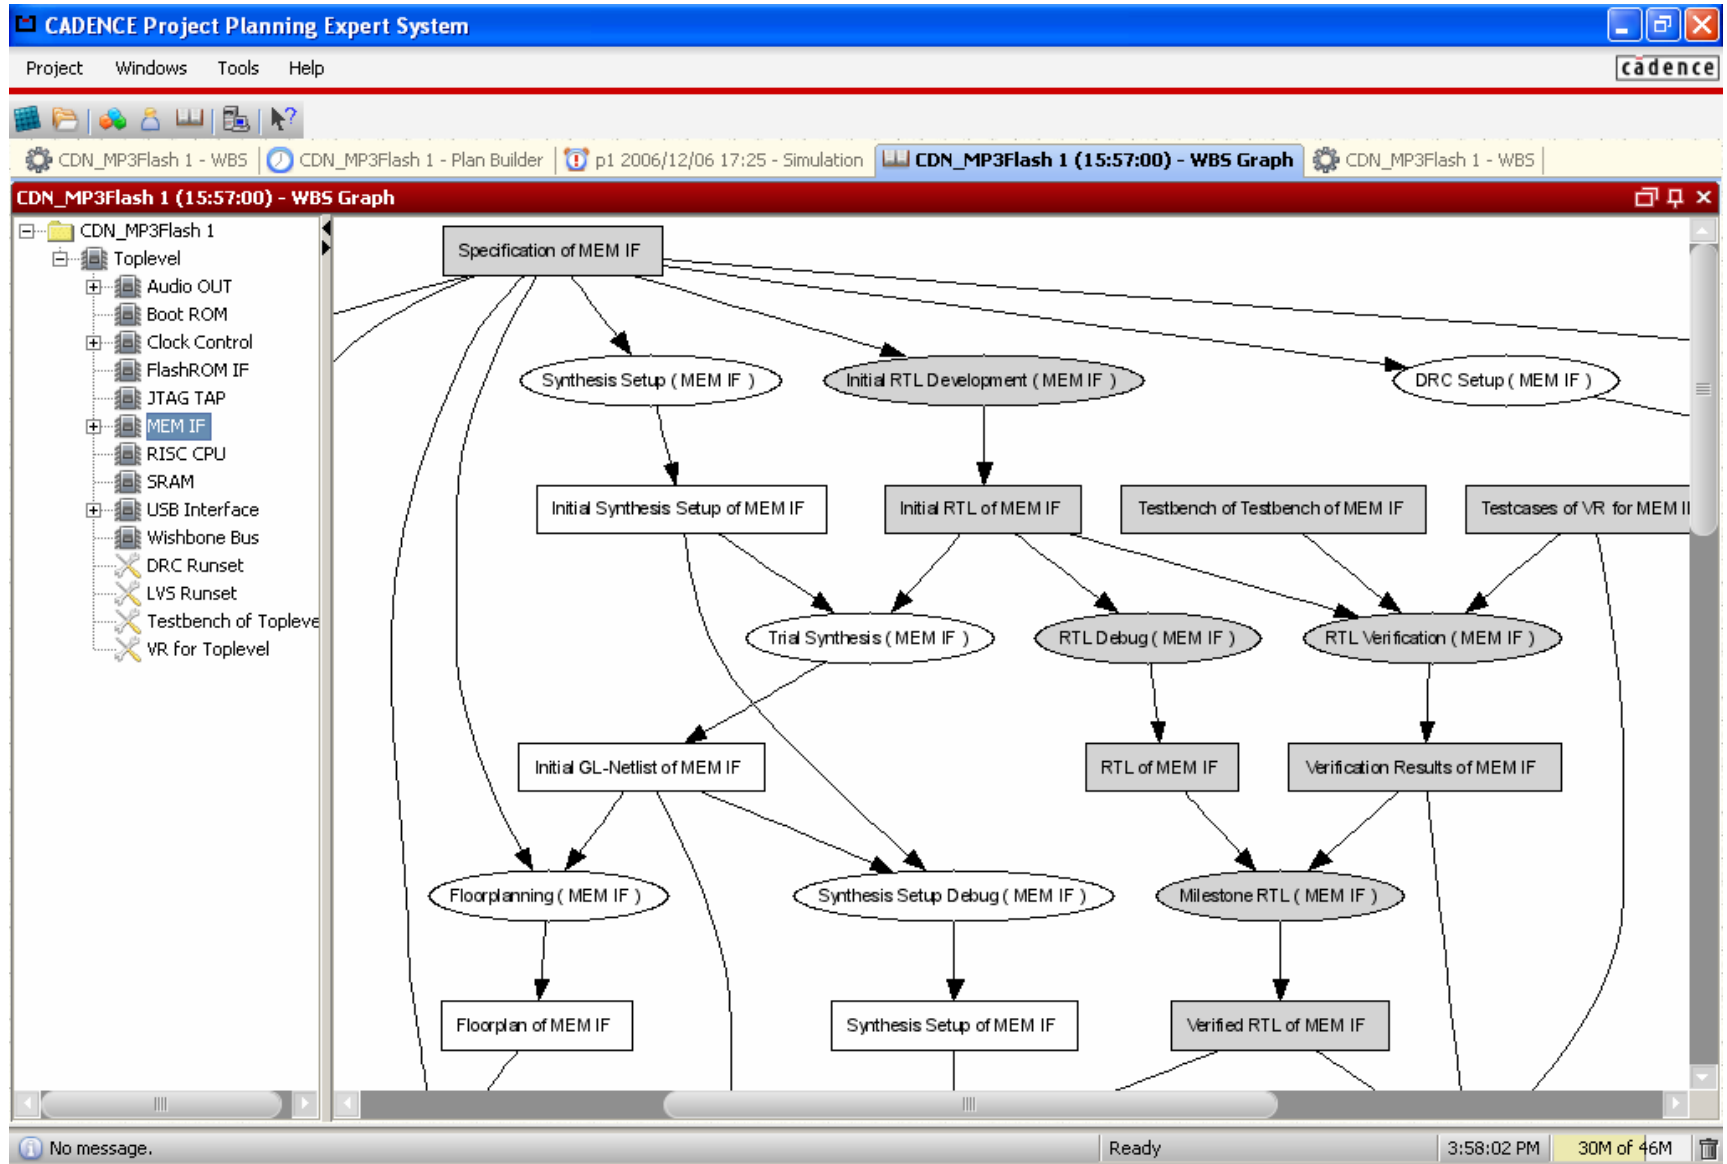 CADENCE Project Planning Expert System
Project Windows Tools Help
cādence
CDN_MP3Flash 1 - WBS
CDN_MP3Flash 1 - Plan Builder
p1 2006/12/06 17:25 - Simulation
CDN_MP3Flash 1 (15:57:00) - WBS Graph
CDN_MP3Flash 1 - WBS
CDN_MP3Flash 1 (15:57:00) - WBS Graph
CDN_MP3Flash 1
Toplevel
Audio OUT
Boot ROM
Clock Control
FlashROM IF
JTAG TAP
MEM IF
RISC CPU
SRAM
USB Interface
Wishbone Bus
DRC Runset
LVS Runset
Testbench of Topleve
VR for Toplevel
Specification of MEM IF
Synthesis Setup ( MEM IF )
Initial RTL Development ( MEM IF )
DRC Setup ( MEM IF )
Initial Synthesis Setup of MEM IF
Initial RTL of MEM IF
Testbench of Testbench of MEM IF
Testcases of VR for MEM I
Trial Synthesis ( MEM IF )
RTL Debug ( MEM IF )
RTL Verification ( MEM IF )
Initial GL-Netlist of MEM IF
RTL of MEM IF
Verification Results of MEM IF
Floorplanning ( MEM IF )
Synthesis Setup Debug ( MEM IF )
Milestone RTL ( MEM IF )
Floorplan of MEM IF
Synthesis Setup of MEM IF
Verified RTL of MEM IF
No message.
Ready
3:58:02 PM
30M of 46M